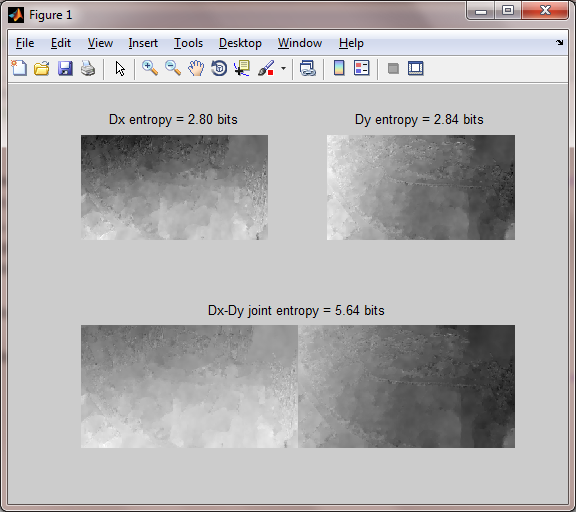 Figure 1
File Edit View Insert Tools Desktop Window Help
Dx entropy = 2.80 bits
Dy entropy = 2.84 bits
Dx-Dy joint entropy = 5.64 bits